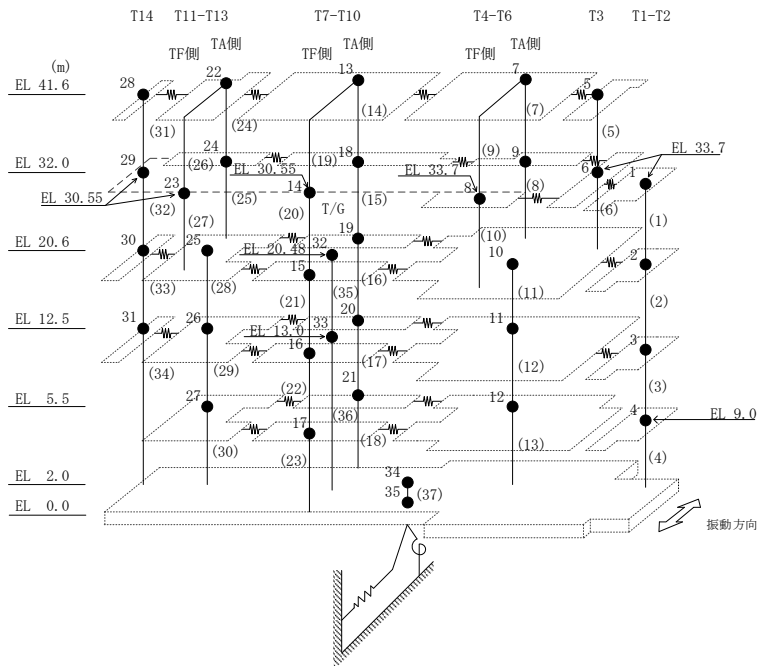 T14 T11-T13 T7-T10 T4-T6 T3 T1-T2
TF側 TA側 TF側 TA側 TF側 TA側
(m)
EL 41.6 28 22 13 7 5
(31) (24) (14) (7) (5)
EL 32.0 29 24 (26) (19) 18 (9) 9 6 EL 33.7
EL 30.55 23 EL 30.55 14 EL 33.7 8 (8) 1
(32) (27) (25) (20) T/G (15) (10) (6) (1)
EL 20.6 30 25 EL 20.48 32 19 10 2
(33) (28) 15 (35) (16) (11) (2)
EL 12.5 31 26 (21) EL 13.0 33 20 11 3
(34) (29) 16 (17) (12) (3)
EL 5.5 27 (22) 21 12 4 EL 9.0
(30) 17 (36) (18) (13) (4)
(23)
EL 2.0 34
EL 0.0 35 (37)
振動方向